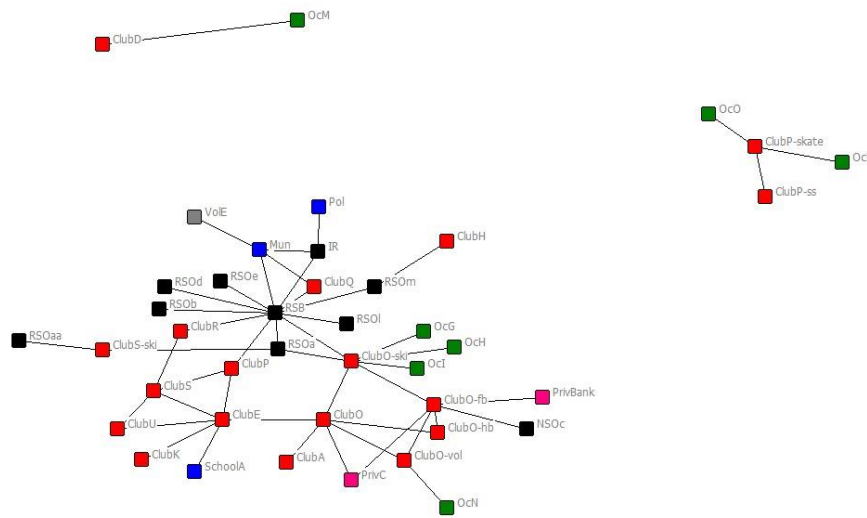 OcM
ClubD
OcO
ClubP-skate
Oc
ClubP-ss
Pol
VolE
ClubH
Mun
IR
RSOe
RSOd
ClubQ
RSOm
RSOb
RSB
RSOl
ClubR
OcG
RSOaa
ClubS-ski
RSOa
OcH
ClubO-ski
ClubP
OcI
ClubS
PrivBank
ClubO-fb
ClubE
ClubO
ClubU
NSOc
ClubO-hb
ClubK
ClubA
ClubO-vol
SchoolA
PrivC
OcN